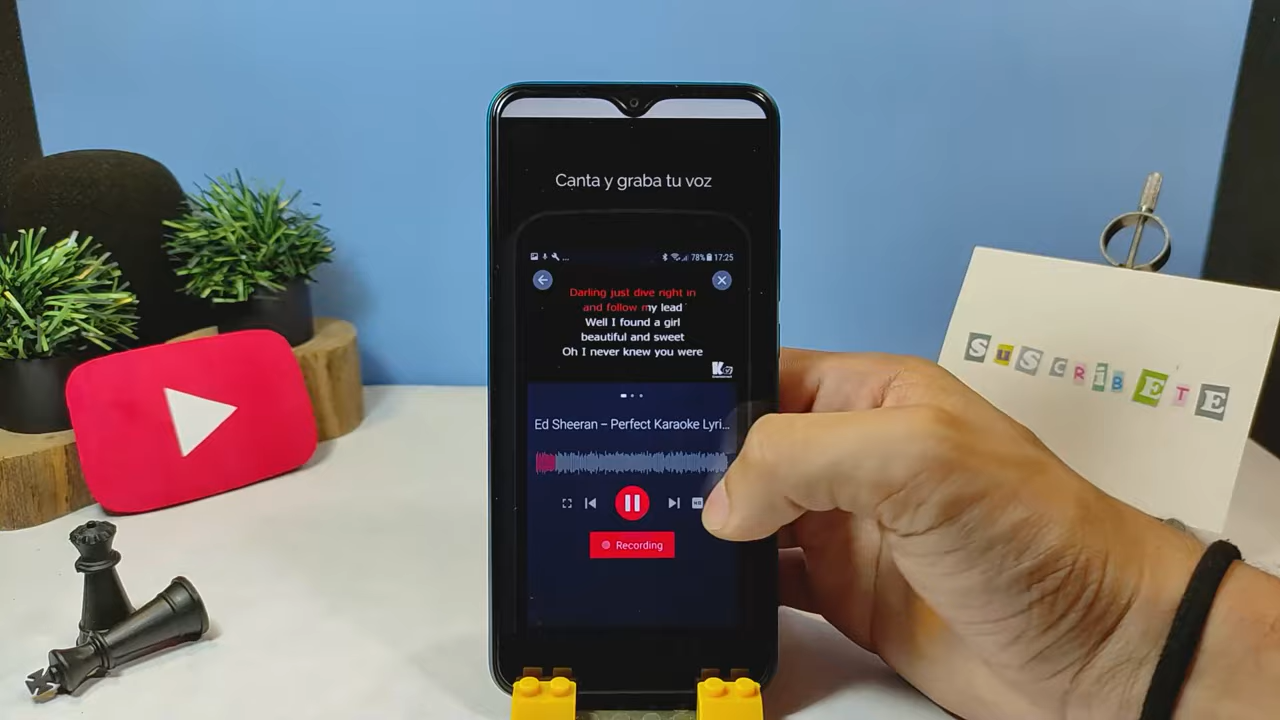 Canta y graba tu voz
78% 17:25
Darling just dive right in
and follow my lead
Well I found a girl
beautiful and sweet
Oh I never knew you were
Ed Sheeran – Perfect Karaoke Lyri...
Recording
SUSCRIBETE